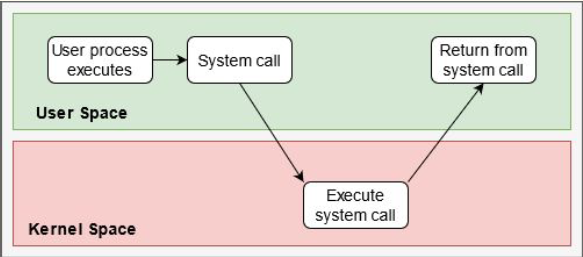 User process
executes
System call
Return from
system call
User Space
Execute
system call
Kernel Space